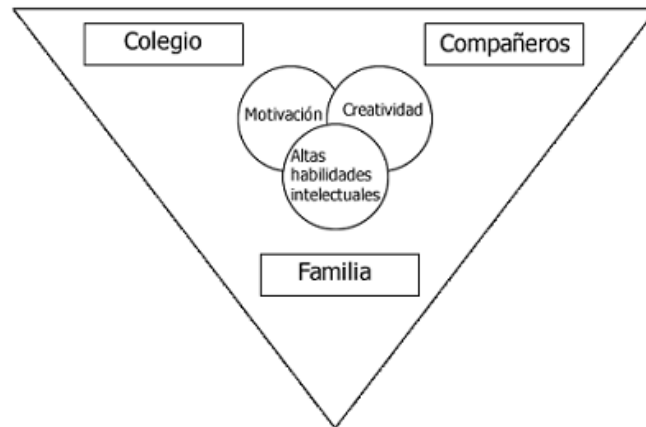 Colegio
Compañeros
Motivación
Creatividad
Altas
habilidades
intelectuales
Familia